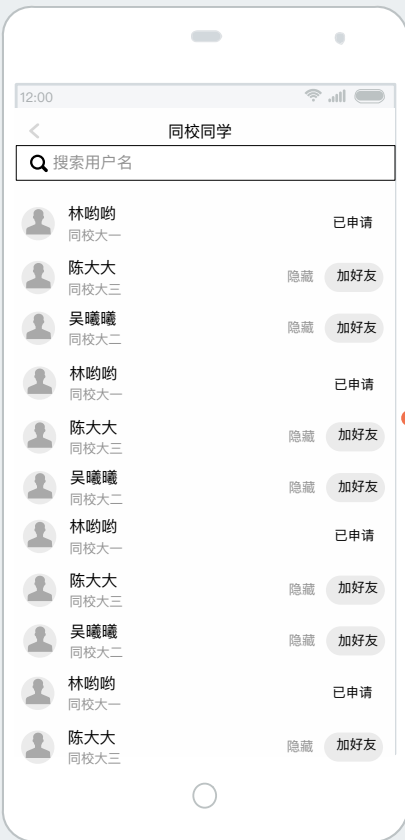 12:00
同校同学
搜索用户名
林哟哟
已申请
同校大一
陈大大
隐藏 加好友
同校大三
吴曦曦
隐藏 加好友
同校大二
林哟哟
已申请
同校大一
陈大大
隐藏 加好友
同校大三
吴曦曦
隐藏 加好友
同校大二
林哟哟
已申请
同校大一
陈大大
隐藏 加好友
同校大三
吴曦曦
隐藏 加好友
同校大二
林哟哟
已申请
同校大一
陈大大
隐藏 加好友
同校大三